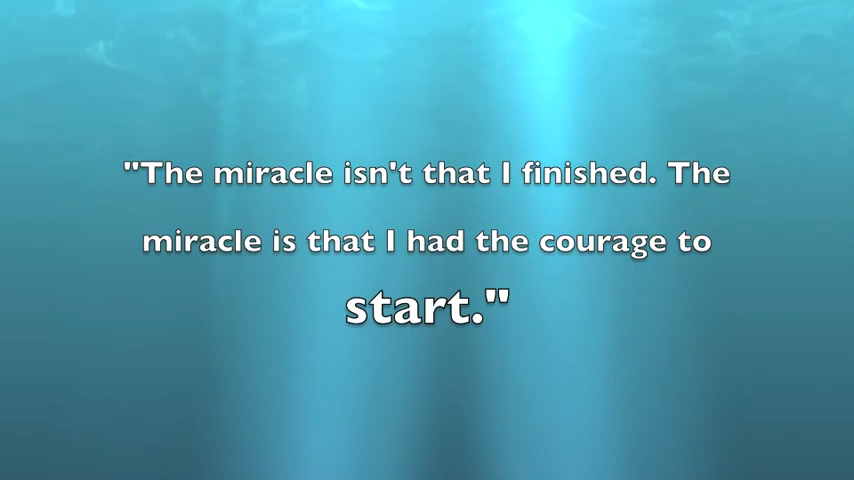 "The miracle isn't that I finished. The
miracle is that I had the courage to
start."